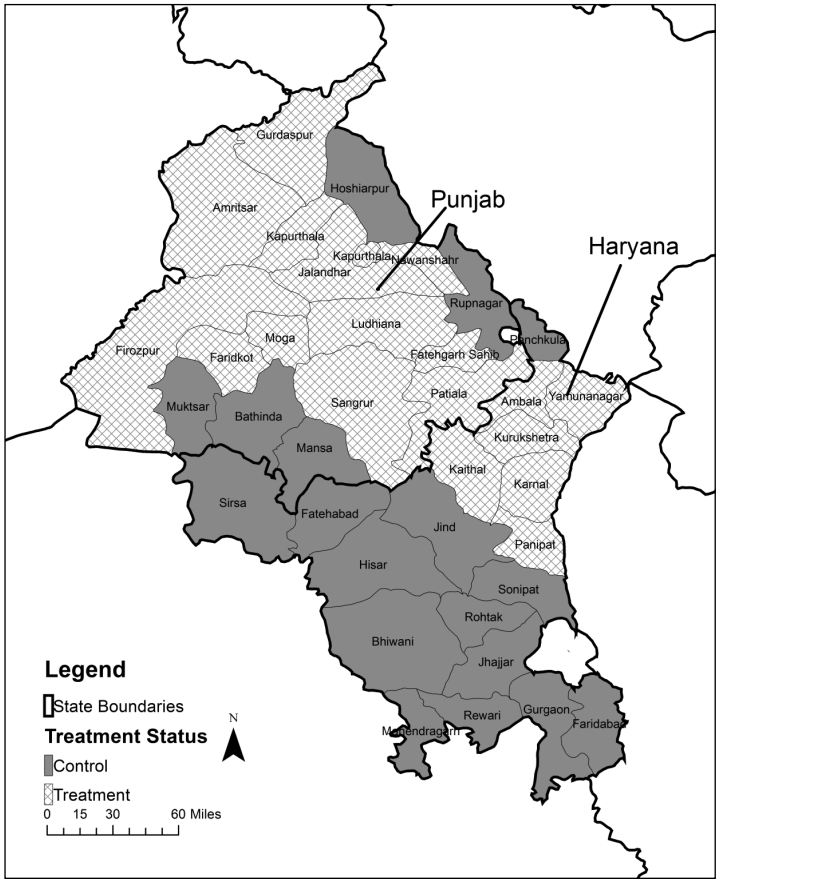 Gurdaspur
Hoshiarpur
Punjab
Amritsar
Kapurthala
Haryana
Kapurthala
Nawanshahr
Jalandhar
Rupnagar
Ludhiana
Moga
Panchkula
Firozpur
Faridkot
Fatehgarh Sahib
Patiala
Yamunanagar
Ambala
Sangrur
Muktsar
Bathinda
Kurukshetra
Mansa
Kaithal
Karnal
Sirsa
Fatehabad
Jind
Panipat
Hisar
Sonipat
Rohtak
Bhiwani
Jhajjar
Legend
State Boundaries
Gurgaon
Rewari
Faridabad
Mahendragarh
N
Treatment Status
Control
Treatment
0 15 30 60 Miles